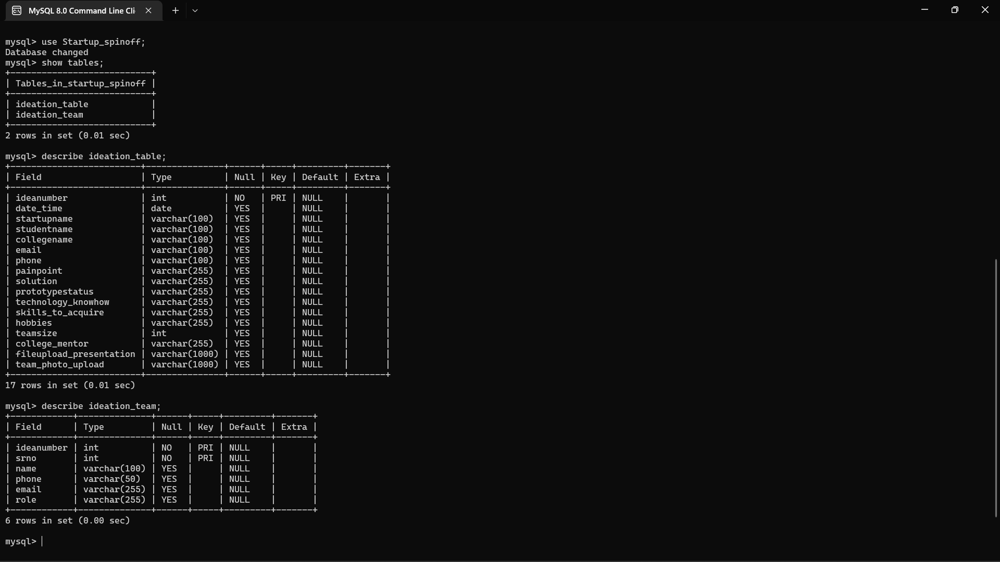 MySQL 8.0 Command Line Cli
mysql> use Startup_spinoff;
Database changed
mysql> show tables;
+---------------------------+
| Tables_in_startup_spinoff |
+---------------------------+
| ideation_table            |
| ideation_team             |
+---------------------------+
2 rows in set (0.01 sec)
mysql> describe ideation_table;
+-------------------------+---------------+------+-----+---------+-------+
| Field                   | Type          | Null | Key | Default | Extra |
+-------------------------+---------------+------+-----+---------+-------+
| ideanumber              | int           | NO   | PRI | NULL    |       |
| date_time               | date          | YES  |     | NULL    |       |
| startupname             | varchar(100)  | YES  |     | NULL    |       |
| studentname             | varchar(100)  | YES  |     | NULL    |       |
| collegename             | varchar(100)  | YES  |     | NULL    |       |
| email                   | varchar(100)  | YES  |     | NULL    |       |
| phone                   | varchar(100)  | YES  |     | NULL    |       |
| painpoint               | varchar(255)  | YES  |     | NULL    |       |
| solution                | varchar(255)  | YES  |     | NULL    |       |
| prototypestatus         | varchar(255)  | YES  |     | NULL    |       |
| technology_knowhow      | varchar(255)  | YES  |     | NULL    |       |
| skills_to_acquire       | varchar(255)  | YES  |     | NULL    |       |
| hobbies                 | varchar(255)  | YES  |     | NULL    |       |
| teamsize                | int           | YES  |     | NULL    |       |
| college_mentor          | varchar(255)  | YES  |     | NULL    |       |
| fileupload_presentation | varchar(1000) | YES  |     | NULL    |       |
| team_photo_upload       | varchar(1000) | YES  |     | NULL    |       |
+-------------------------+---------------+------+-----+---------+-------+
17 rows in set (0.01 sec)
mysql> describe ideation_team;
+------------+--------------+------+-----+---------+-------+
| Field      | Type         | Null | Key | Default | Extra |
+------------+--------------+------+-----+---------+-------+
| ideanumber | int          | NO   | PRI | NULL    |       |
| srno       | int          | NO   | PRI | NULL    |       |
| name       | varchar(100) | YES  |     | NULL    |       |
| phone      | varchar(50)  | YES  |     | NULL    |       |
| email      | varchar(255) | YES  |     | NULL    |       |
| role       | varchar(255) | YES  |     | NULL    |       |
+------------+--------------+------+-----+---------+-------+
6 rows in set (0.00 sec)
mysql>